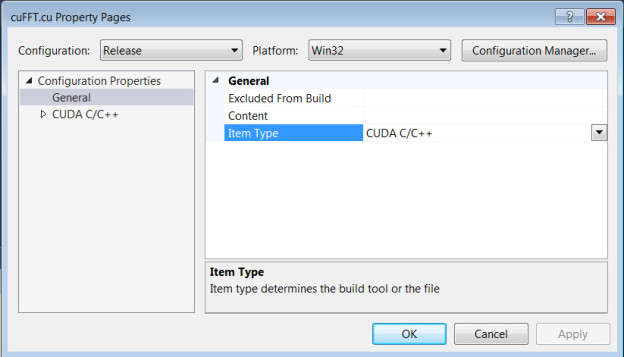 cuFFT.cu Property Pages
Configuration: Release Platform: Win32 Configuration Manager...
Configuration Properties
General
CUDA C/C++
General
Excluded From Build
Content
Item Type CUDA C/C++
Item Type
Item type determines the build tool or the file
OK Cancel Apply